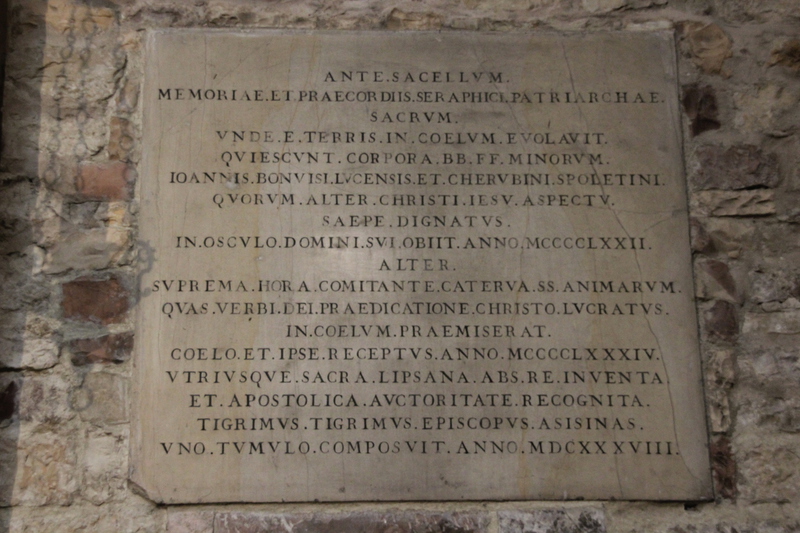 ANTE.SACELLVM.
MEMORIAE.ET.PRAECORDIIS.SERAPHICI.PATRIARCHAE.
SACRVM.
VNDE.E.TERRIS.IN.COELVM.EVOLAVIT.
QVIESCVNT.CORPORA.BB.FF.MINORVM.
IOANNIS.BONVISI.LVCENSIS.ET.CHERVBINI.SPOLETINI.
QVORVM.ALTER.CHRISTI.IESV.ASPECTV.
SAEPE.DIGNATVS.
IN.OSCVLO.DOMINI.SVI.OBIIT.ANNO.MCCCCLXXII.
ALTER.
SVPREMA.HORA.COMITANTE.CATERVA.SS.ANIMARVM.
QVAS.VERBI.DEI.PRAEDICATIONE.CHRISTO.LVCRATVS.
IN.COELVM.PRAEMISERAT.
COELO.ET.IPSE.RECEPTVS.ANNO.MCCCCLXXXIV.
VTRIVSQVE.SACRA.LIPSANA.ABS.RE.INVENTA.
ET.APOSTOLICA.AVCTORITATE.RECOGNITA.
TIGRIMVS.TIGRIMVS.EPISCOPVS.ASISINAS.
VNO.TVMVLO.COMPOSVIT.ANNO.MDCXXXVIII.